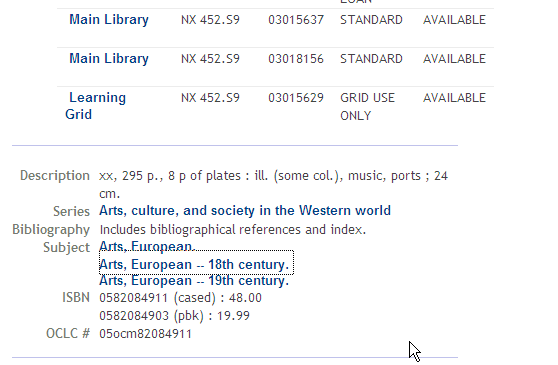 LOAN
Main Library NX 452.S9 03015637 STANDARD AVAILABLE
Main Library NX 452.S9 03018156 STANDARD AVAILABLE
Learning NX 452.S9 03015629 GRID USE AVAILABLE
Grid ONLY
Description xx, 295 p., 8 p of plates : ill. (some col.), music, ports ; 24
cm.
Series Arts, culture, and society in the Western world
Bibliography Includes bibliographical references and index.
Subject Arts, European.
Arts, European -- 18th century.
Arts, European -- 19th century.
ISBN 0582084911 (cased) : 48.00
0582084903 (pbk) : 19.99
OCLC # 05ocm82084911